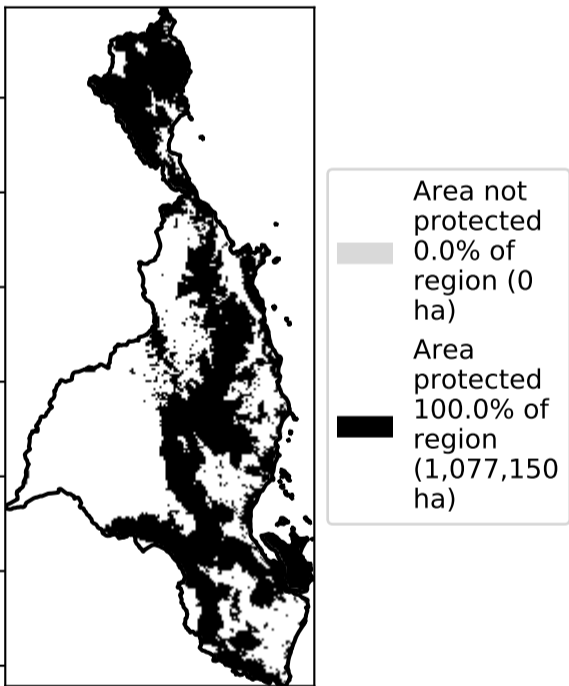 Area not
protected
0.0% of
region (0
ha)
Area
protected
100.0% of
region
(1,077,150
ha)